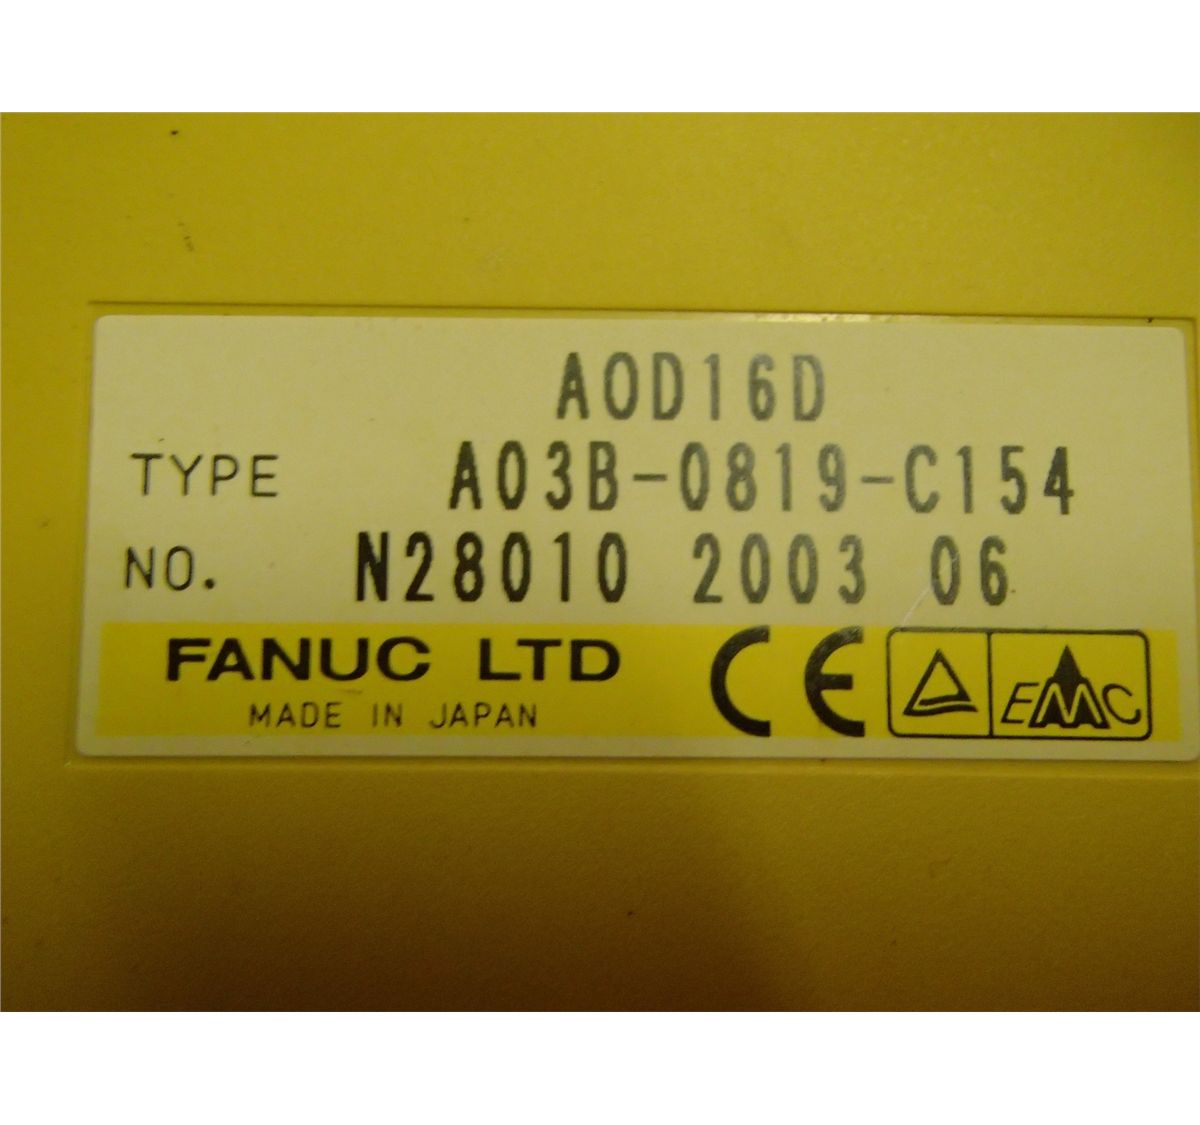 AOD16D
TYPE A03B-0819-C154
NO. N28010 2003 06
FANUC LTD
MADE IN JAPAN
CE
EMC